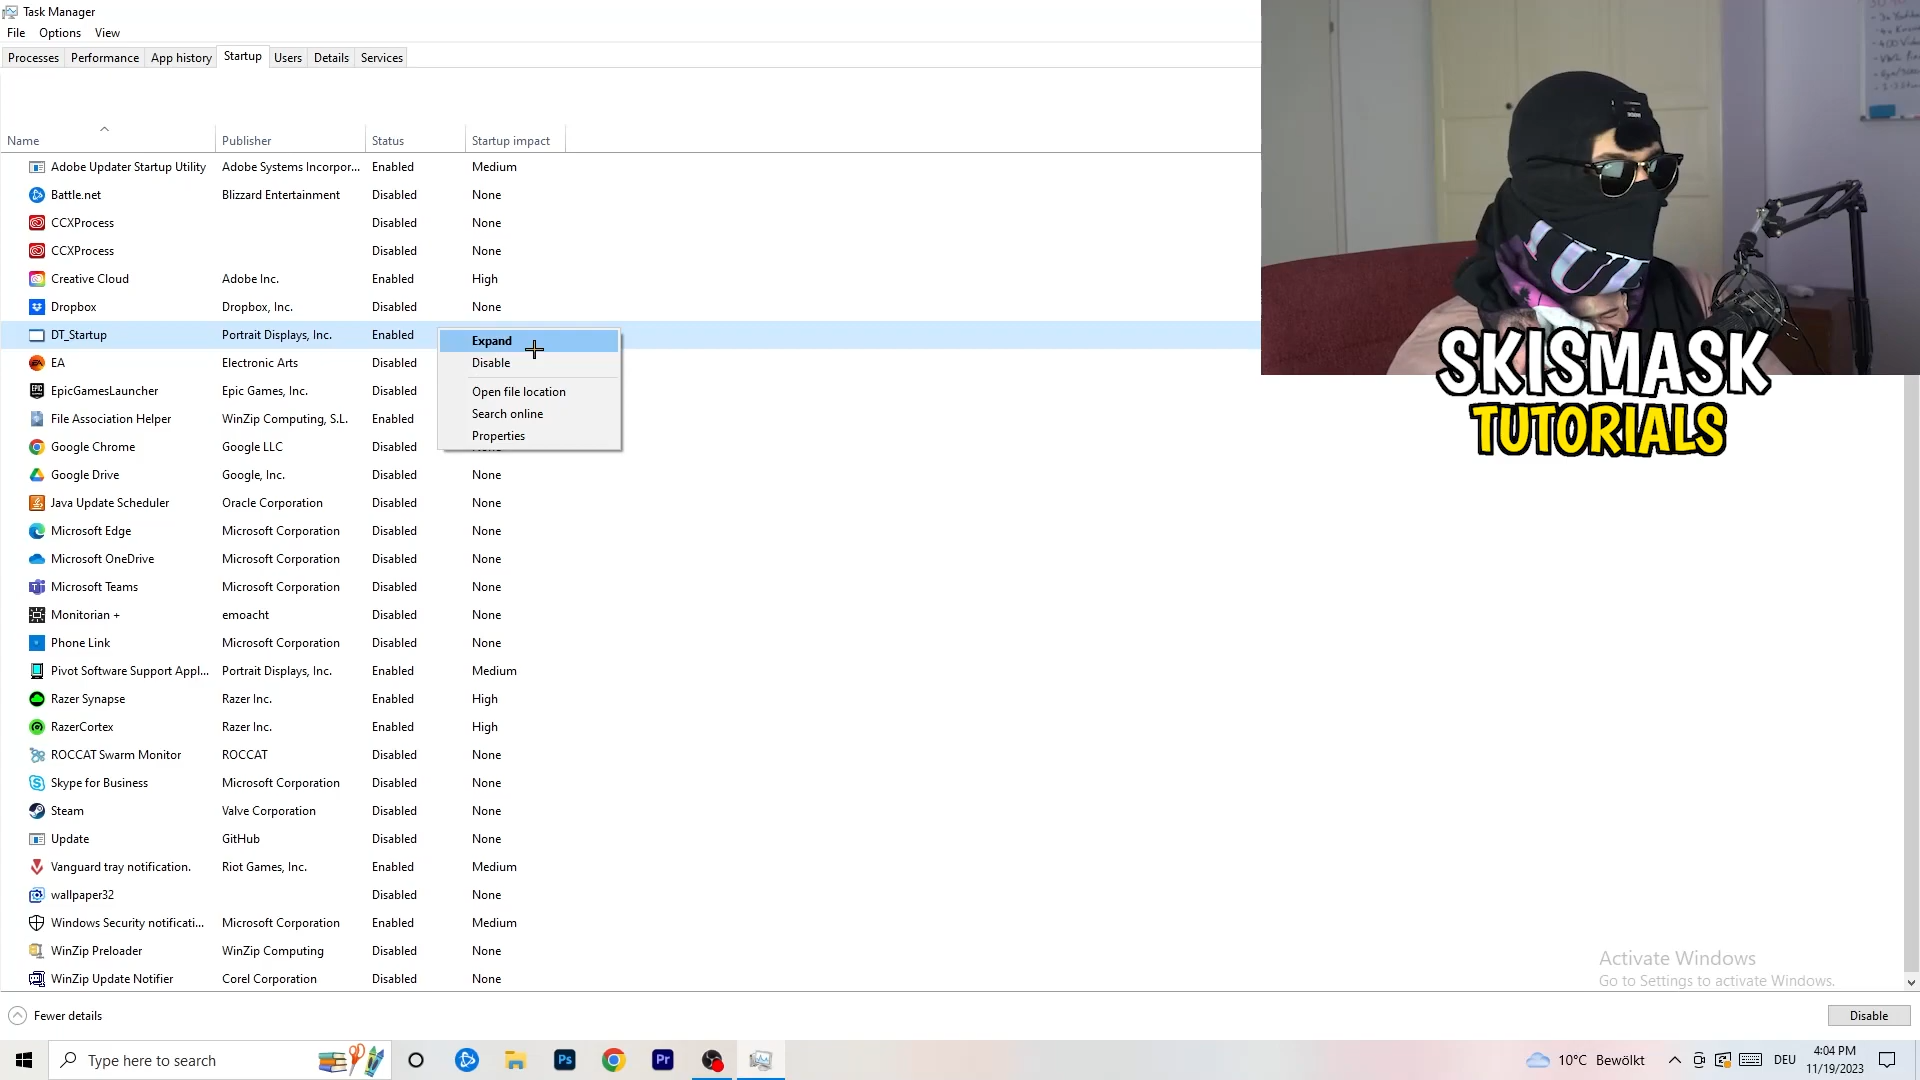 Task Manager
File Options View
Processes Performance App history Startup Users Details Services
Name Publisher Status Startup impact
Adobe Updater Startup Utility Adobe Systems Incorpor... Enabled Medium
Battle.net Blizzard Entertainment Disabled None
CCXProcess Disabled None
CCXProcess Disabled None
Creative Cloud Adobe Inc. Enabled High
Dropbox Dropbox, Inc. Disabled None
DT_Startup Portrait Displays, Inc. Enabled
EA Electronic Arts Disabled
EpicGamesLauncher Epic Games, Inc. Disabled
File Association Helper WinZip Computing, S.L. Enabled
Google Chrome Google LLC Disabled
Google Drive Google, Inc. Disabled None
Java Update Scheduler Oracle Corporation Disabled None
Microsoft Edge Microsoft Corporation Disabled None
Microsoft OneDrive Microsoft Corporation Disabled None
Microsoft Teams Microsoft Corporation Disabled None
Monitorian + emoacht Disabled None
Phone Link Microsoft Corporation Disabled None
Pivot Software Support Appl... Portrait Displays, Inc. Enabled Medium
Razer Synapse Razer Inc. Enabled High
RazerCortex Razer Inc. Enabled High
ROCCAT Swarm Monitor ROCCAT Disabled None
Skype for Business Microsoft Corporation Disabled None
Steam Valve Corporation Disabled None
Update GitHub Disabled None
Vanguard tray notification. Riot Games, Inc. Enabled Medium
wallpaper32 Disabled None
Windows Security notificati... Microsoft Corporation Enabled Medium
WinZip Preloader WinZip Computing Disabled None
WinZip Update Notifier Corel Corporation Disabled None
Expand
Disable
Open file location
Search online
Properties
SKISMASK
TUTORIALS
Activate Windows
Go to Settings to activate Windows.
Fewer details
Disable
Type here to search
Ps
Pr
10°C Bewölkt
DEU
4:04 PM
11/19/2023